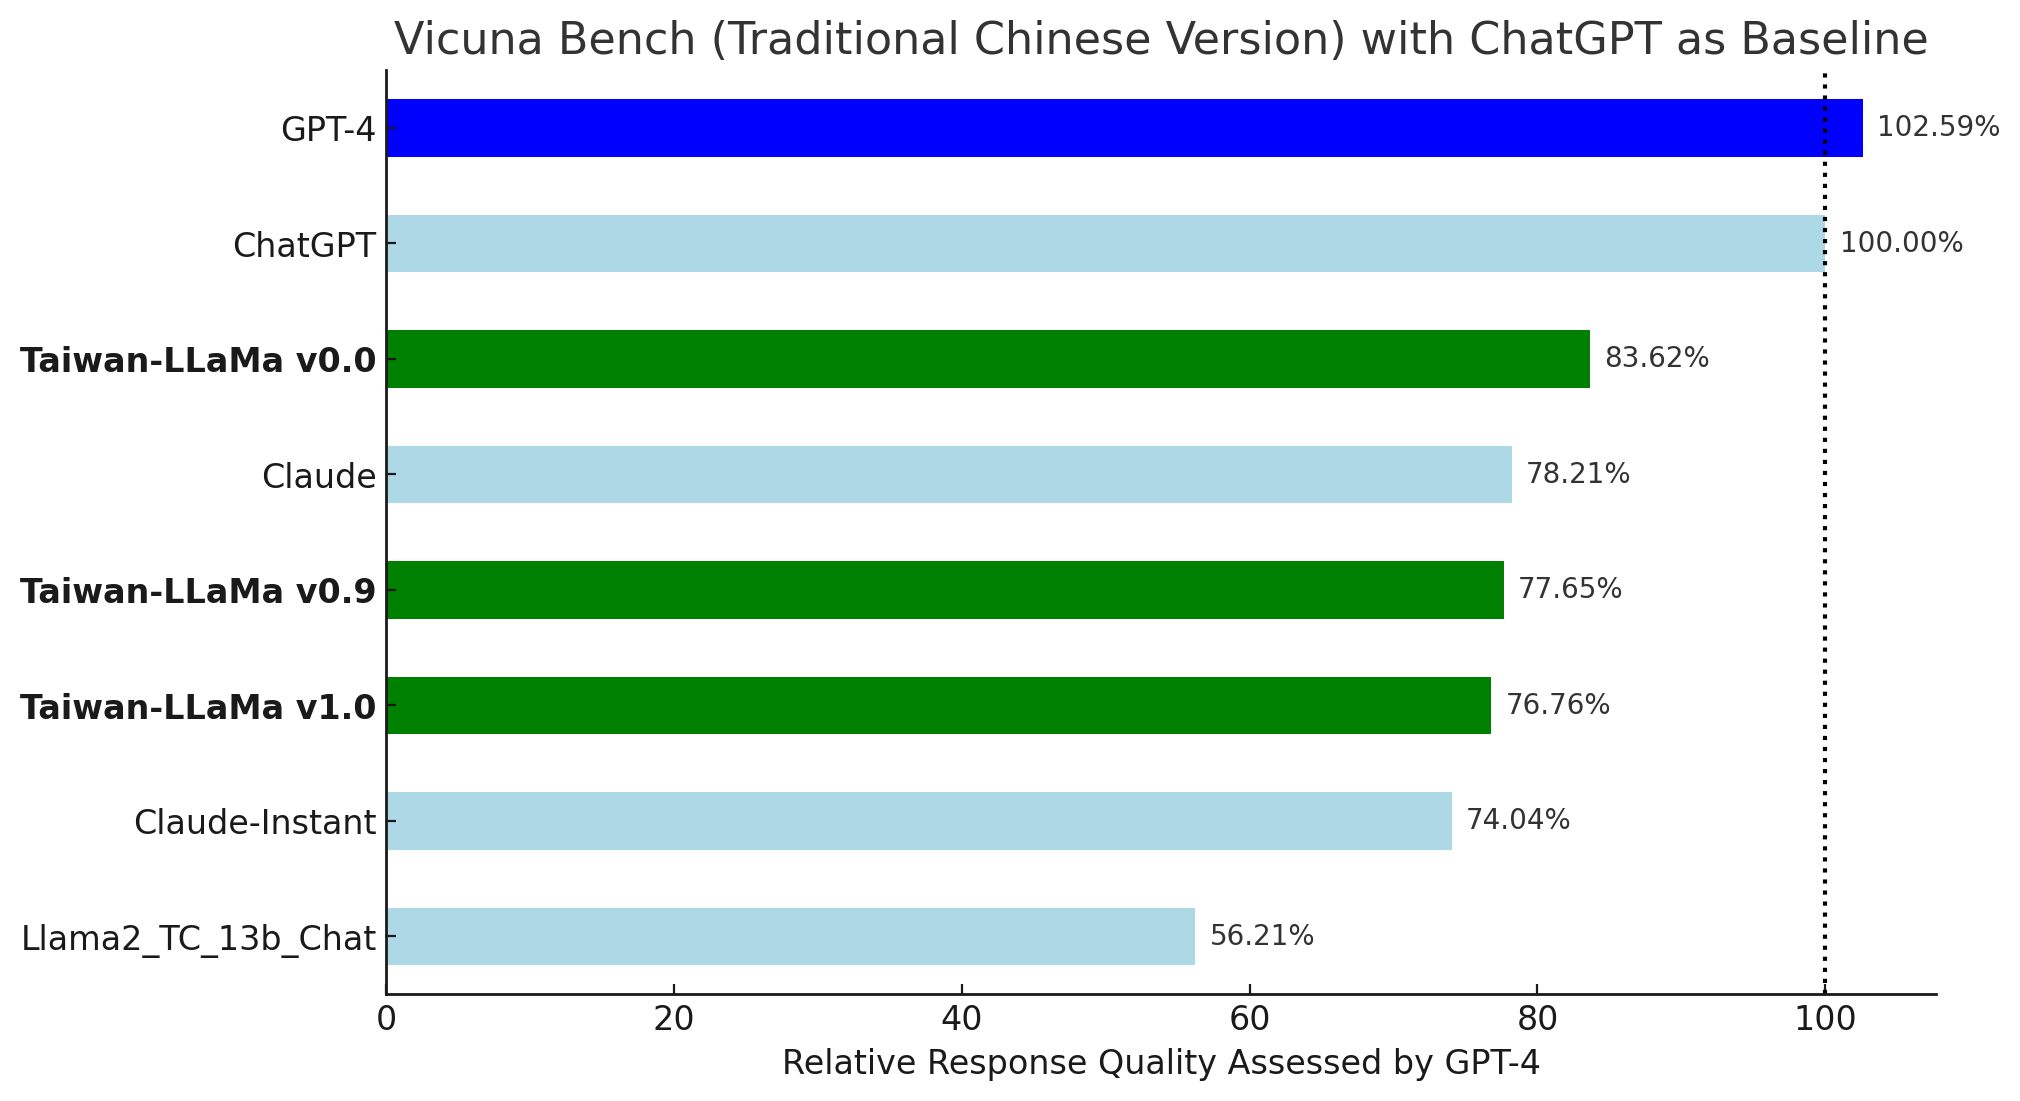 Vicuna Bench (Traditional Chinese Version) with ChatGPT as Baseline
GPT-4 102.59%
ChatGPT 100.00%
Taiwan-LLaMa v0.0 83.62%
Claude 78.21%
Taiwan-LLaMa v0.9 77.65%
Taiwan-LLaMa v1.0 76.76%
Claude-Instant 74.04%
Llama2_TC_13b_Chat 56.21%
0 20 40 60 80 100
Relative Response Quality Assessed by GPT-4